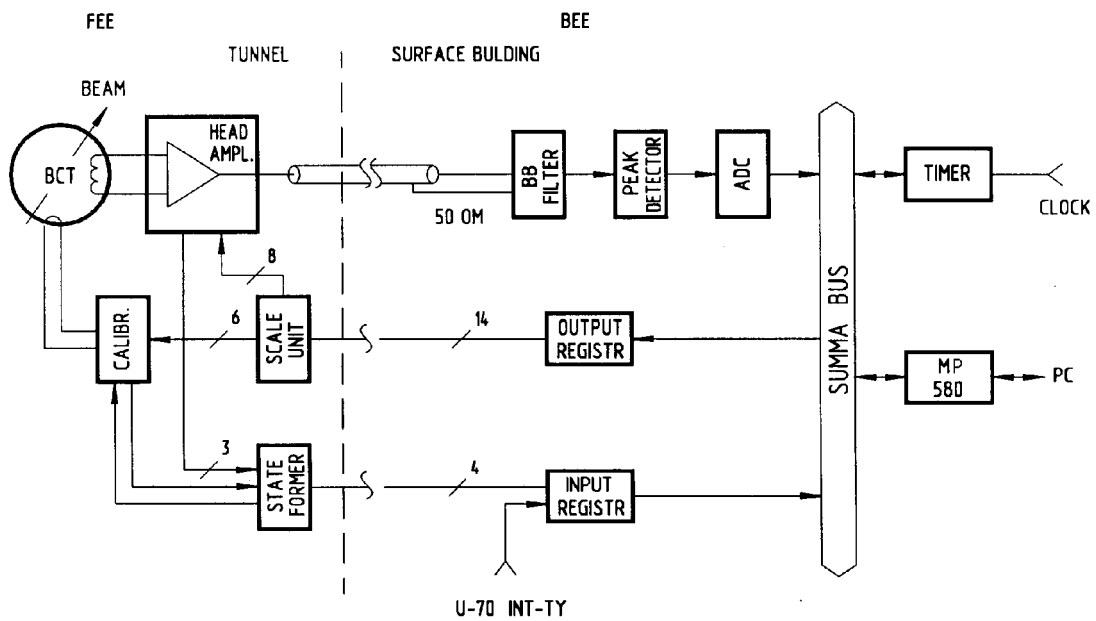 FEE
BEE
TUNNEL
SURFACE BULDING
BEAM
BCT
HEAD
AMPL.
50 OM
BB
FILTER
PEAK
DETECTOR
ADC
TIMER
CLOCK
8
CALIBR.
6
SCALE
UNIT
14
OUTPUT
REGISTR
SUMMA BUS
MP
580
PC
3
STATE
FORMER
4
INPUT
REGISTR
U-70 INT-TY